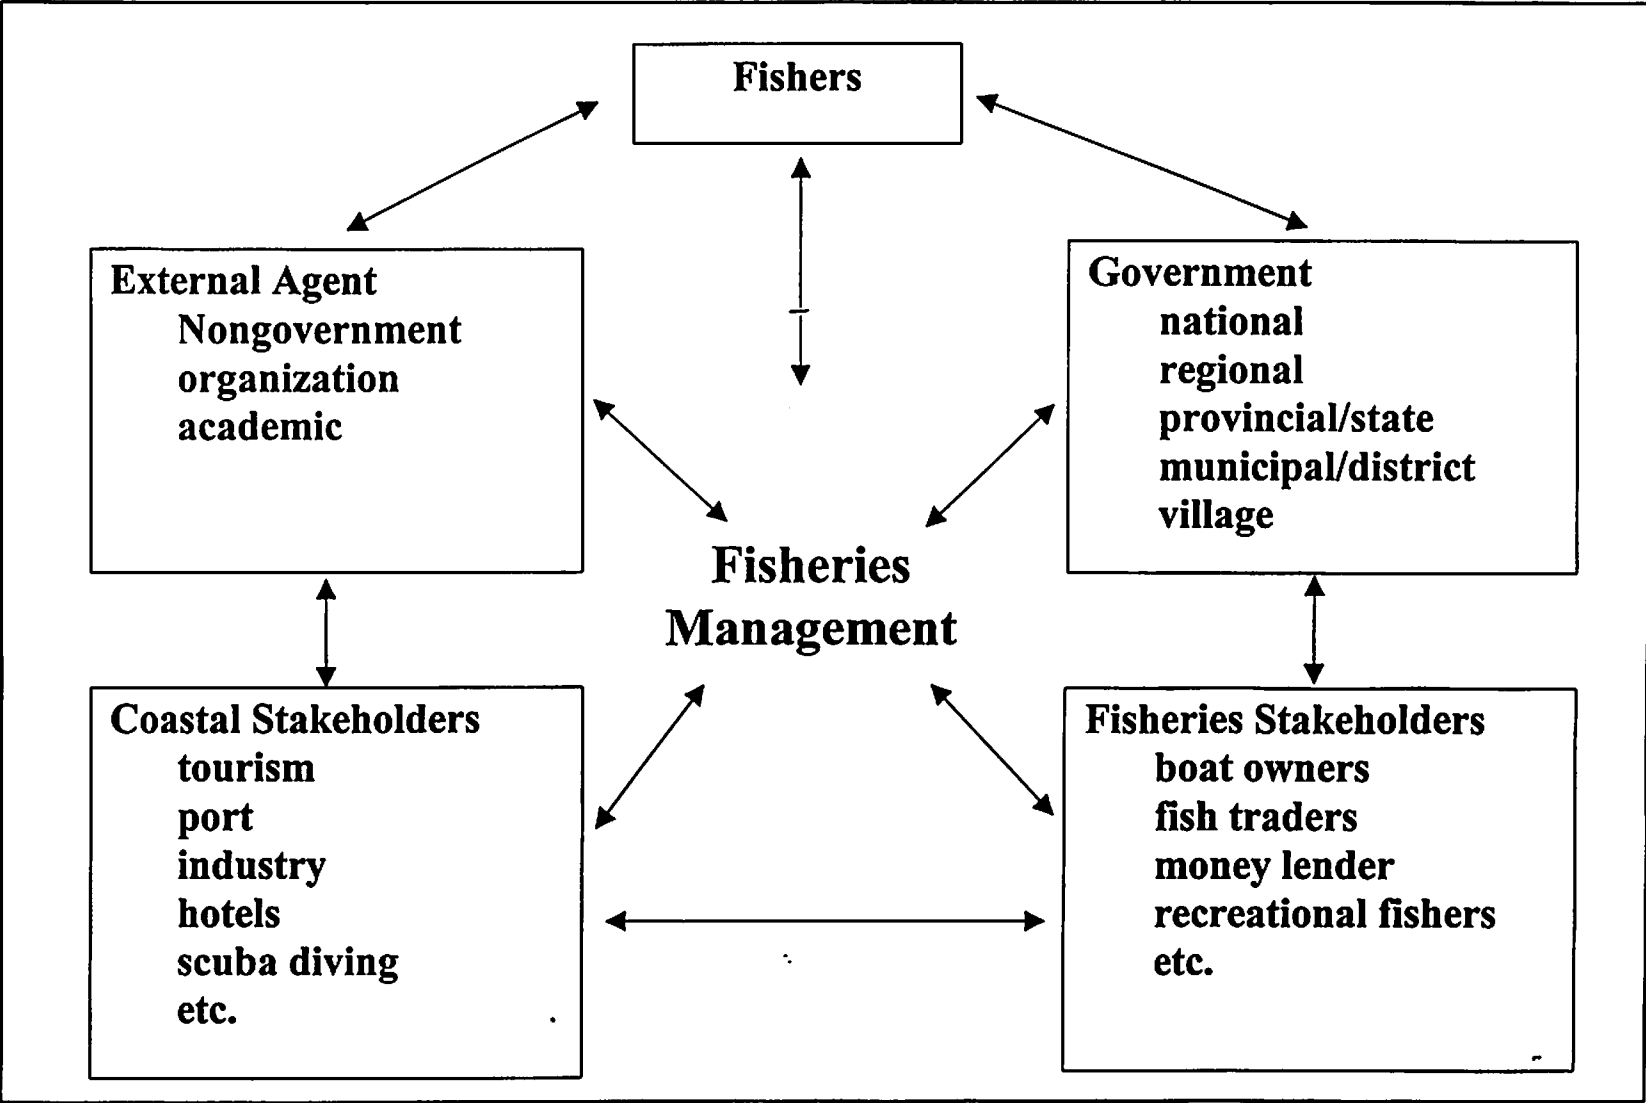 Fishers
External Agent
Nongovernment
organization
academic
Government
national
regional
provincial/state
municipal/district
village
Fisheries
Management
Coastal Stakeholders
tourism
port
industry
hotels
scuba diving
etc.
Fisheries Stakeholders
boat owners
fish traders
money lender
recreational fishers
etc.